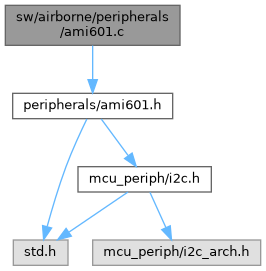 sw/airborne/peripherals
/ami601.c
peripherals/ami601.h
mcu_periph/i2c.h
std.h
mcu_periph/i2c_arch.h